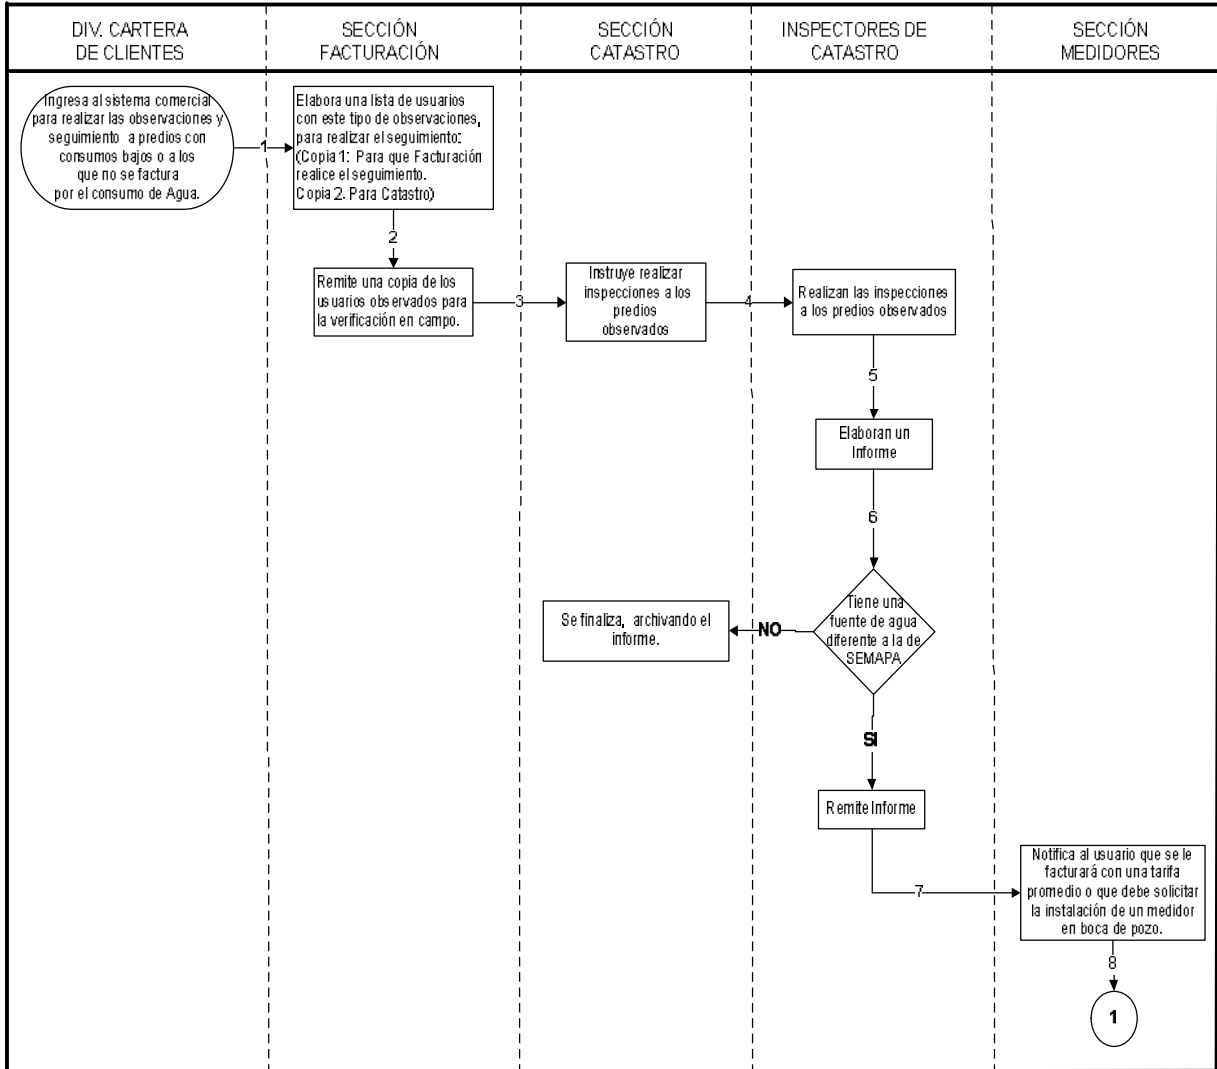 DIV. CARTERA
DE CLIENTES
SECCIÓN
FACTURACIÓN
SECCIÓN
CATASTRO
INSPECTORES DE
CATASTRO
SECCIÓN
MEDIDORES
Ingresa al sistema comercial
para realizar las observaciones y
seguimiento a predios con
consumos bajos o a los
que no se factura
por el consumo de Agua.
1
Elabora una lista de usuarios
con este tipo de observaciones,
para realizar el seguimiento:
(Copia 1: Para que Facturación
realice el seguimiento.
Copia 2. Para Catastro)
2
Remite una copia de los
usuarios observados para
la verificación en campo.
3
Instruye realizar
inspecciones a los
predios
observados
4
Realizan las inspecciones
a los predios observados
5
Elaboran un
Informe
6
Tiene una
fuente de agua
diferente a la de
SEMAPA
NO
Se finaliza, archivando el
informe.
SI
Remite Informe
7
Notifica al usuario que se le
facturará con una tarifa
promedio o que debe solicitar
la instalación de un medidor
en boca de pozo.
8
1